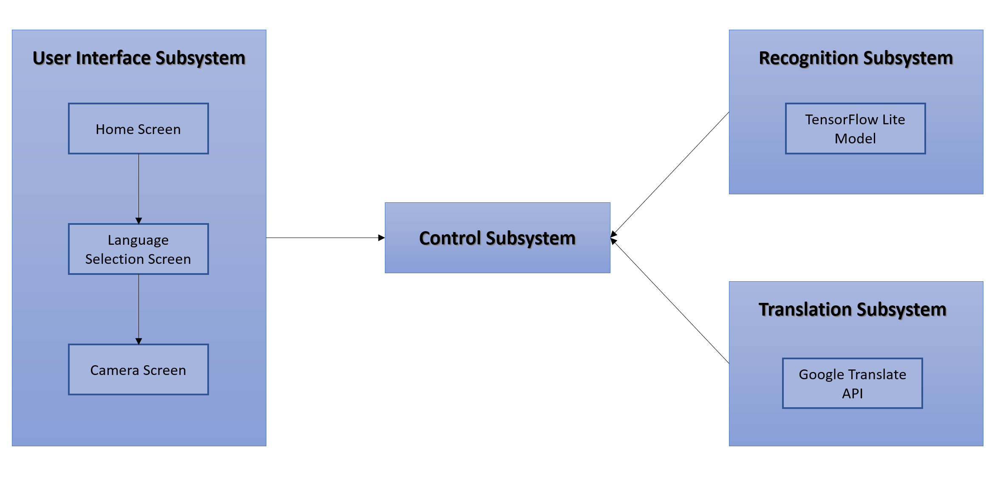 User Interface Subsystem
Home Screen
Language
Selection Screen
Camera Screen
Control Subsystem
Recognition Subsystem
TensorFlow Lite
Model
Translation Subsystem
Google Translate
API